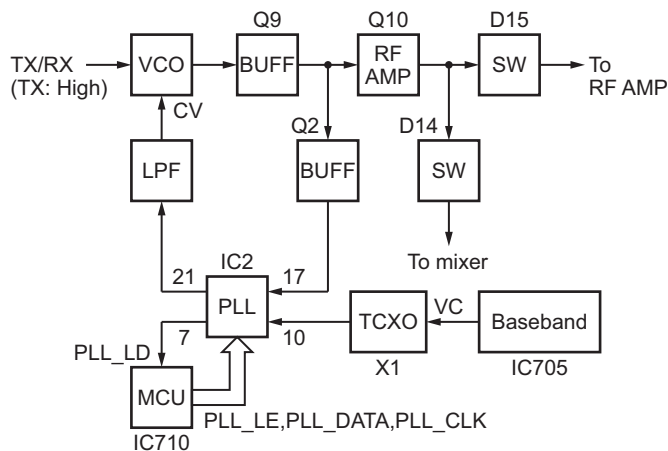 Q9
Q10
D15
TX/RX
(TX: High)
VCO
BUFF
RF
AMP
SW
To
RF AMP
CV
Q2
D14
LPF
BUFF
SW
To mixer
IC2
21
17
PLL
7
10
TCXO
VC
Baseband
X1
IC705
PLL_LD
MCU
IC710
PLL_LE,PLL_DATA,PLL_CLK